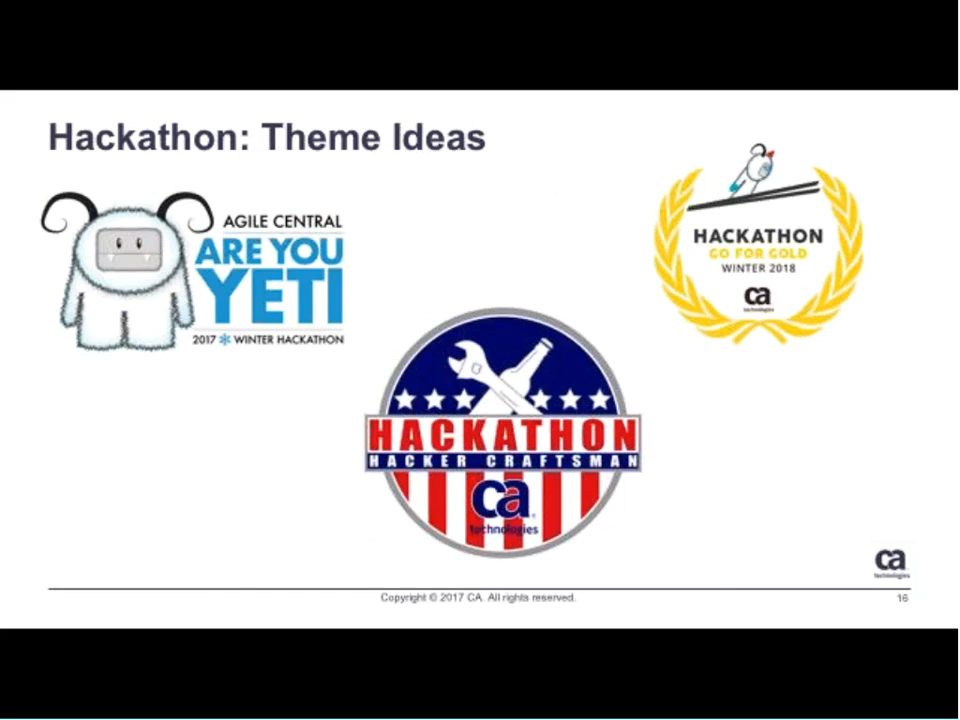 Hackathon: Theme Ideas
AGILE CENTRAL
ARE YOU
YETI
2017 WINTER HACKATHON
HACKATHON
GO FOR GOLD
WINTER 2018
ca
technologies
HACKATHON
HACKER CRAFTSMAN
ca
technologies
ca
technologies
Copyright © 2017 CA. All rights reserved.
16